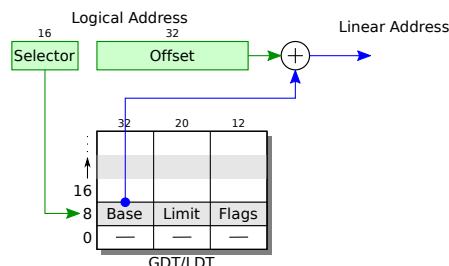 Logical Address
Linear Address
16
32
Selector
Offset
+
32
20
12
16
8
Base
Limit
Flags
0
—
—
—
GDT/LDT